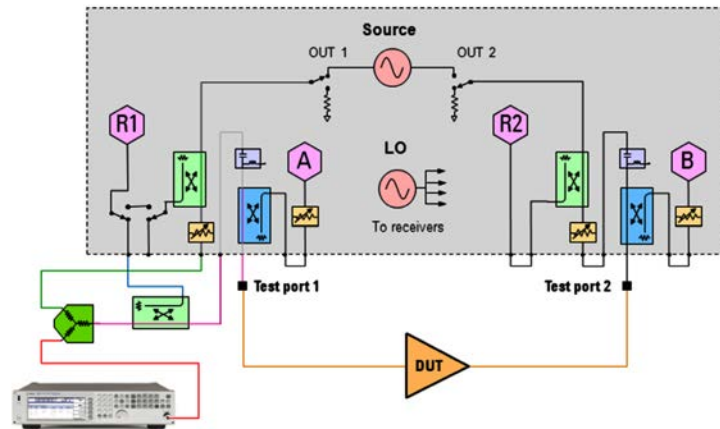 Source
OUT 1
OUT 2
R1
A
LO
To receivers
R2
B
Test port 1
Test port 2
DUT